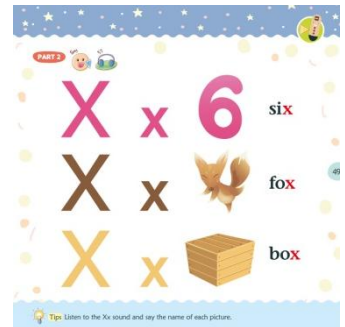 PART 2
X x 6 six
X x fox
49
X x box
Tips Listen to the Xx sound and say the name of each picture.